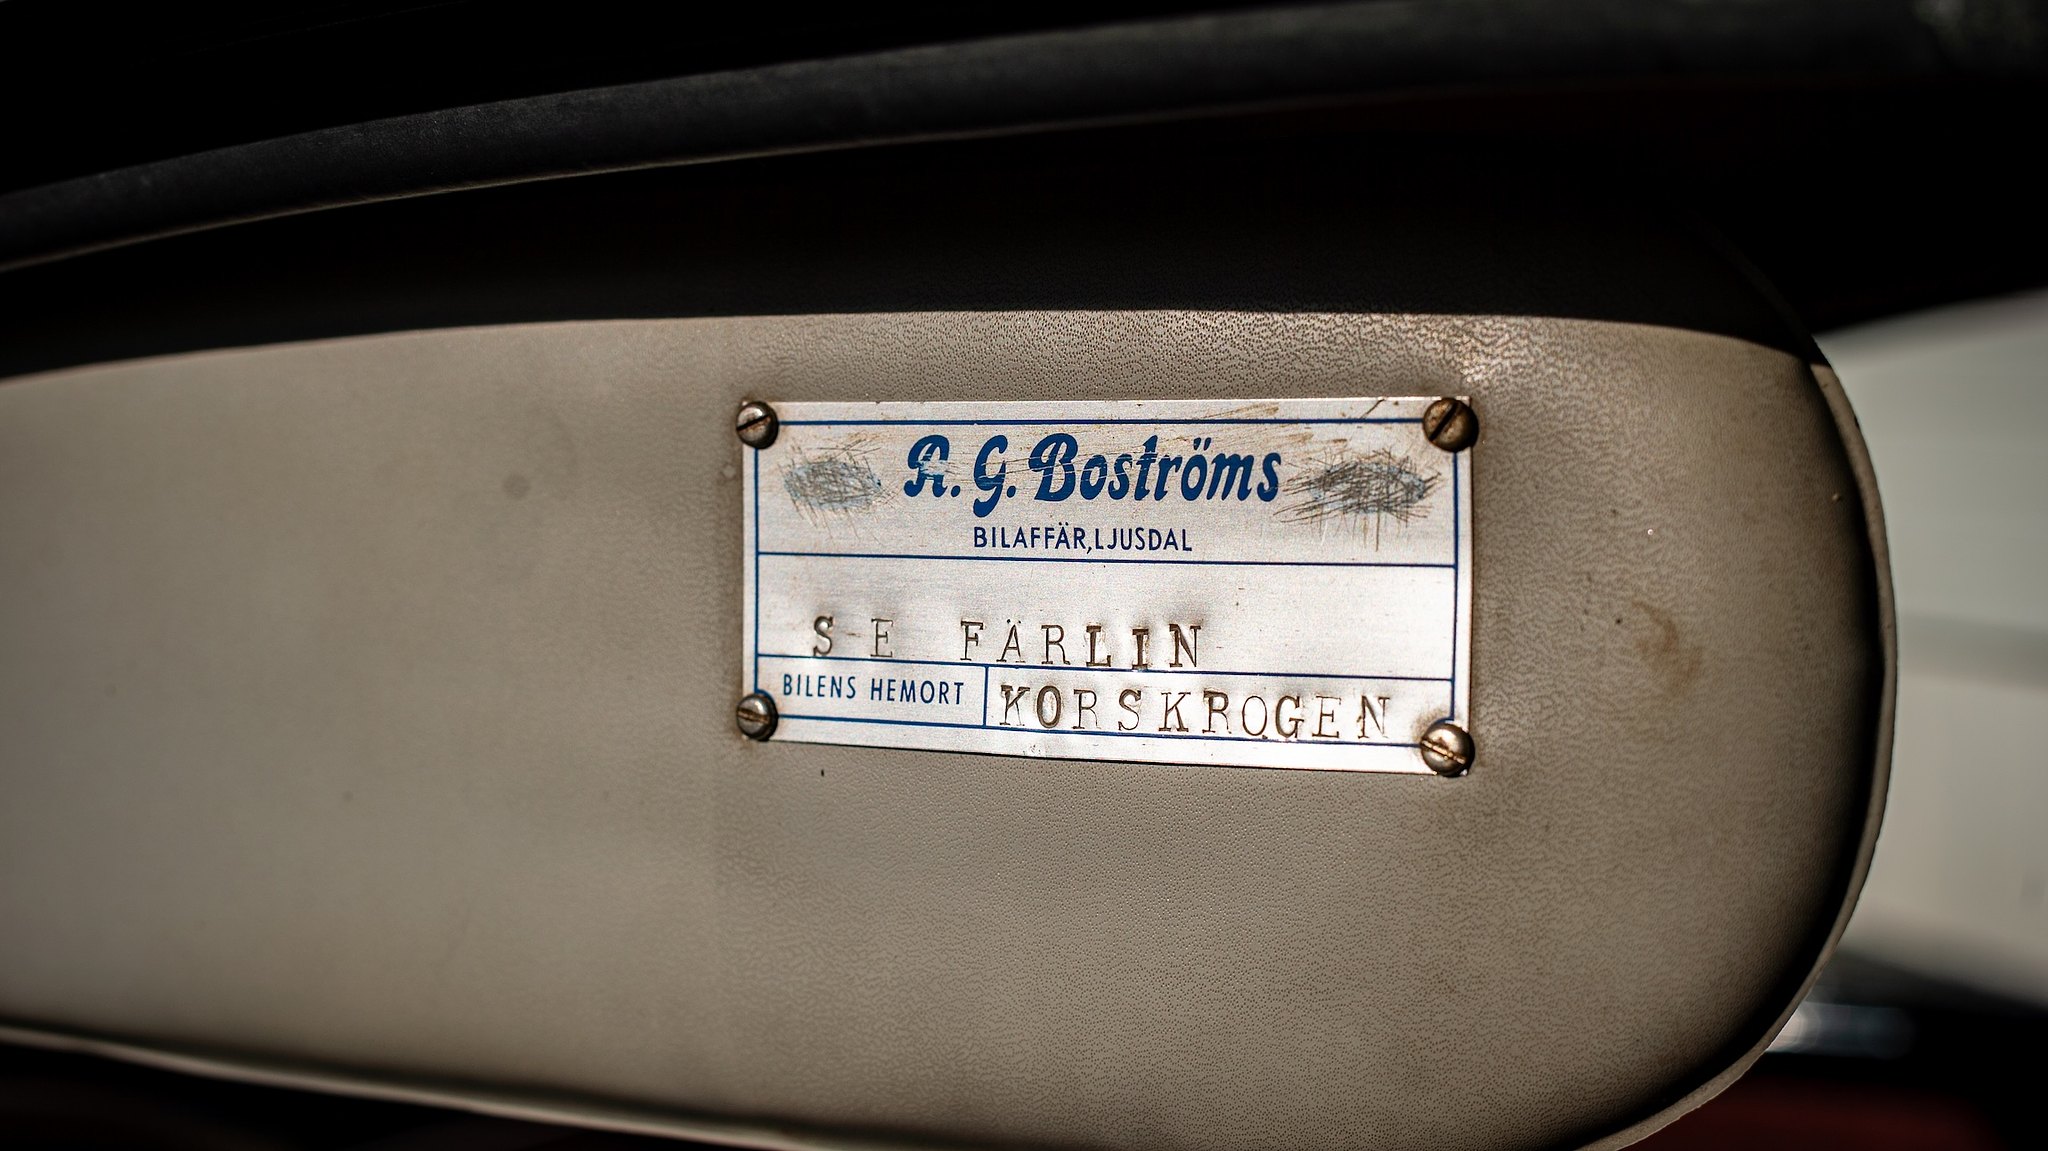 R. G. Boströms
BILAFFÄR, LJUSDAL
S E FÄRLIN
BILENS HEMORT KORSKROGEN